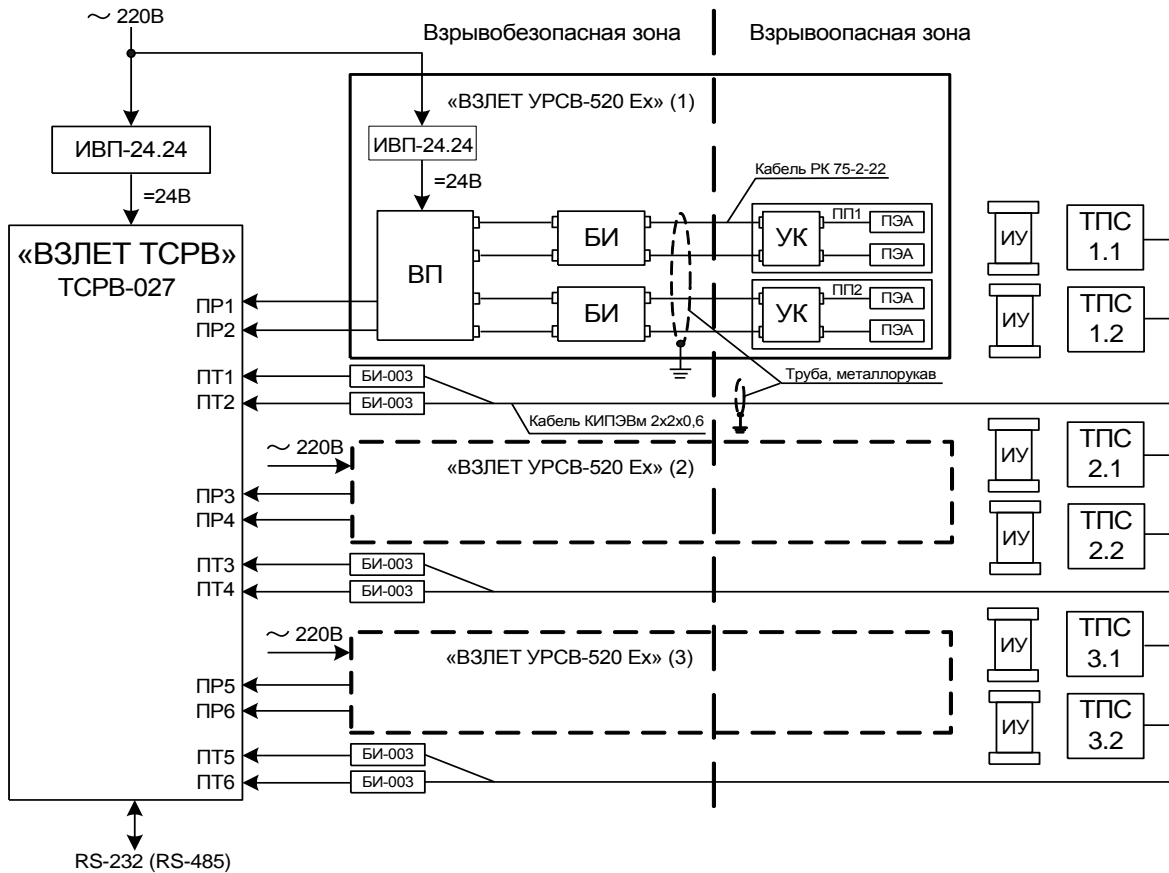 ~ 220В
Взрывобезопасная зона
Взрывоопасная зона
«ВЗЛЕТ УРСВ-520 Ех» (1)
ИВП-24.24
ИВП-24.24
=24В
=24В
Кабель РК 75-2-22
«ВЗЛЕТ ТСРВ»
ТСРВ-027
ВП
БИ
УК
ПП1
ПЭА
ПЭА
БИ
УК
ПП2
ПЭА
ПЭА
ИУ
ТПС
1.1
ИУ
ТПС
1.2
ПР1
ПР2
Труба, металлорукав
ПТ1
БИ-003
ПТ2
БИ-003
Кабель КИПЭВм 2х2х0,6
~ 220В
«ВЗЛЕТ УРСВ-520 Ех» (2)
ИУ
ТПС
2.1
ПР3
ПР4
ИУ
ТПС
2.2
ПТ3
БИ-003
ПТ4
БИ-003
~ 220В
«ВЗЛЕТ УРСВ-520 Ех» (3)
ИУ
ТПС
3.1
ПР5
ПР6
ИУ
ТПС
3.2
ПТ5
БИ-003
ПТ6
БИ-003
RS-232 (RS-485)